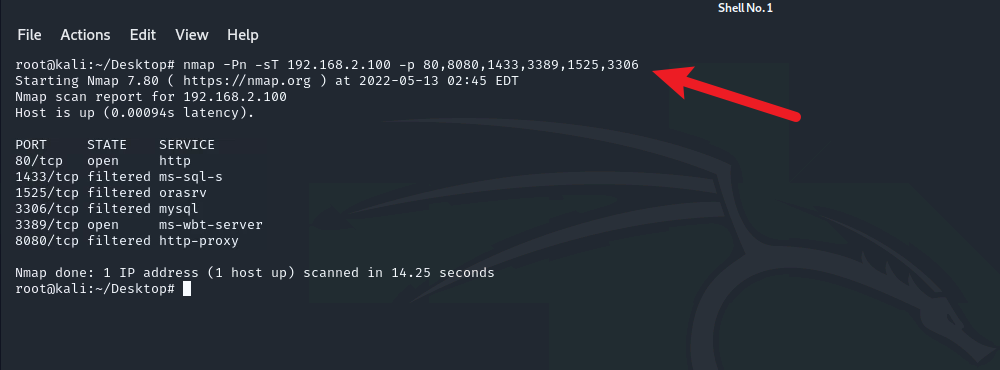 Shell No.1
File Actions Edit View Help
root@kali:~/Desktop# nmap -Pn -sT 192.168.2.100 -p 80,8080,1433,3389,1525,3306
Starting Nmap 7.80 ( https://nmap.org ) at 2022-05-13 02:45 EDT
Nmap scan report for 192.168.2.100
Host is up (0.00094s latency).
PORT     STATE    SERVICE
80/tcp   open     http
1433/tcp filtered ms-sql-s
1525/tcp filtered orasrv
3306/tcp filtered mysql
3389/tcp open     ms-wbt-server
8080/tcp filtered http-proxy
Nmap done: 1 IP address (1 host up) scanned in 14.25 seconds
root@kali:~/Desktop#